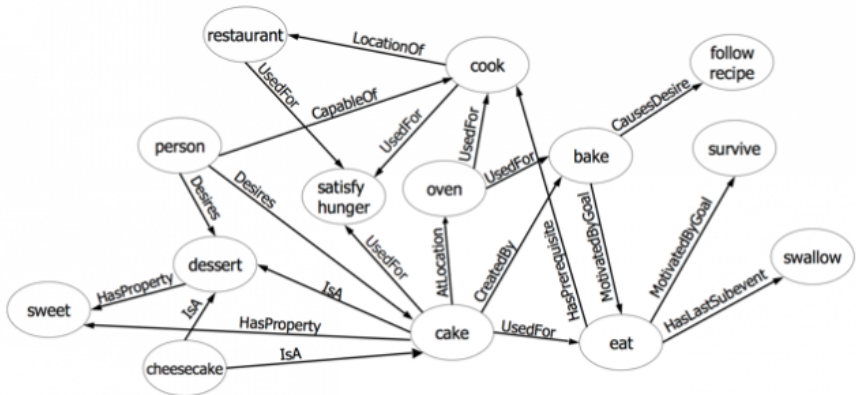 restaurant
LocationOf
cook
follow
recipe
UsedFor
CapableOf
UsedFor
UsedFor
CausesDesire
person
bake
survive
Desires
Desires
satisfy
hunger
oven
UsedFor
MotivatedByGoal
HasPrerequisite
MotivatedByGoal
UsedFor
AtLocation
CreatedBy
dessert
IsA
swallow
HasProperty
sweet
IsA
HasProperty
HasLastSubevent
cake
UsedFor
eat
cheesecake
IsA